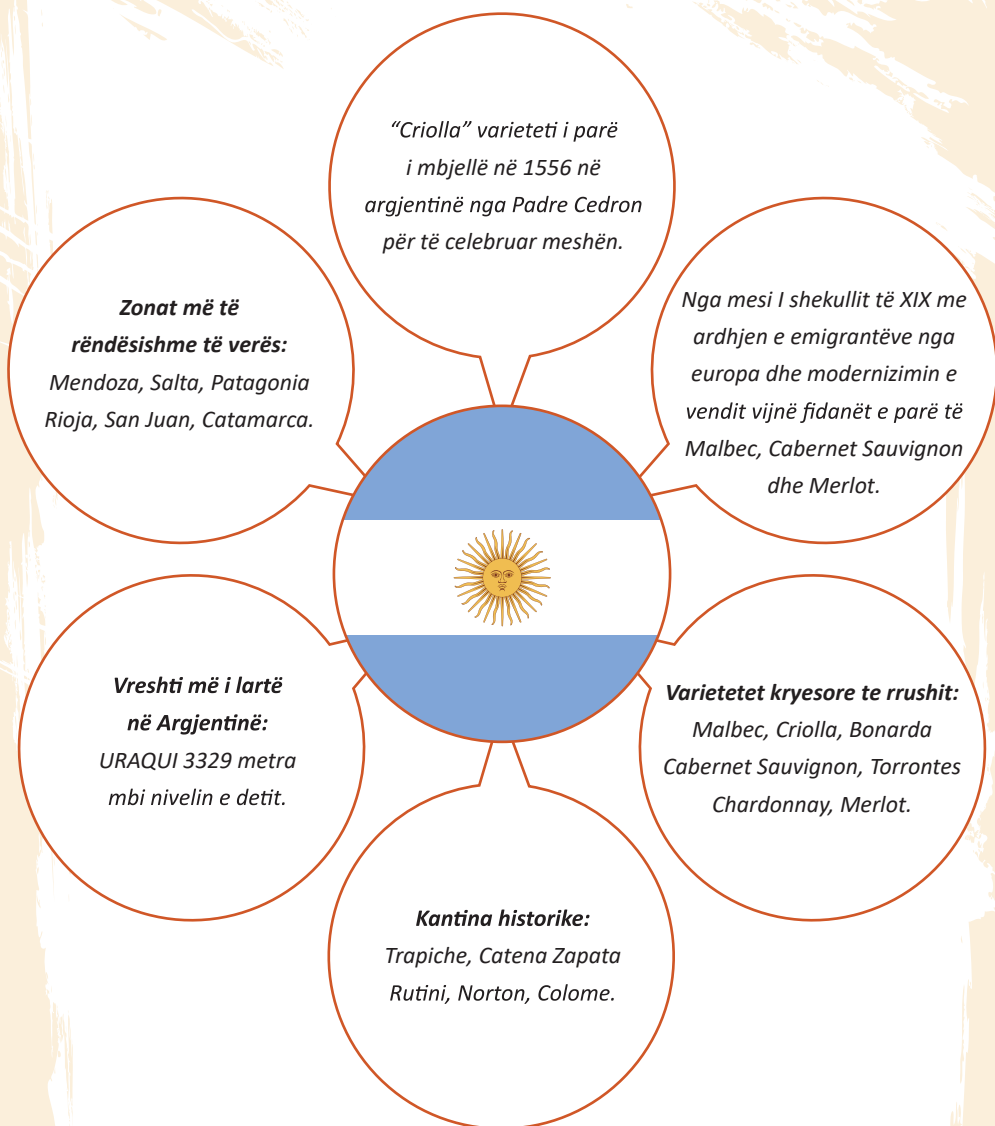 “Criolla” varieteti i parë
i mbjellë në 1556 në
argjentinë nga Padre Cedron
për të celebruar meshën.
Zonat më të
rëndësishme të verës:
Mendoza, Salta, Patagonia
Rioja, San Juan, Catamarca.
Nga mesi I shekullit të XIX me
ardhjen e emigrantëve nga
europa dhe modernizimin e
vendit vijnë fidanët e parë të
Malbec, Cabernet Sauvignon
dhe Merlot.
Vreshti më i lartë
në Argjentinë:
URAQUI 3329 metra
mbi nivelin e detit.
Varietetet kryesore te rrushit:
Malbec, Criolla, Bonarda
Cabernet Sauvignon, Torrontes
Chardonnay, Merlot.
Kantina historike:
Trapiche, Catena Zapata
Rutini, Norton, Colome.